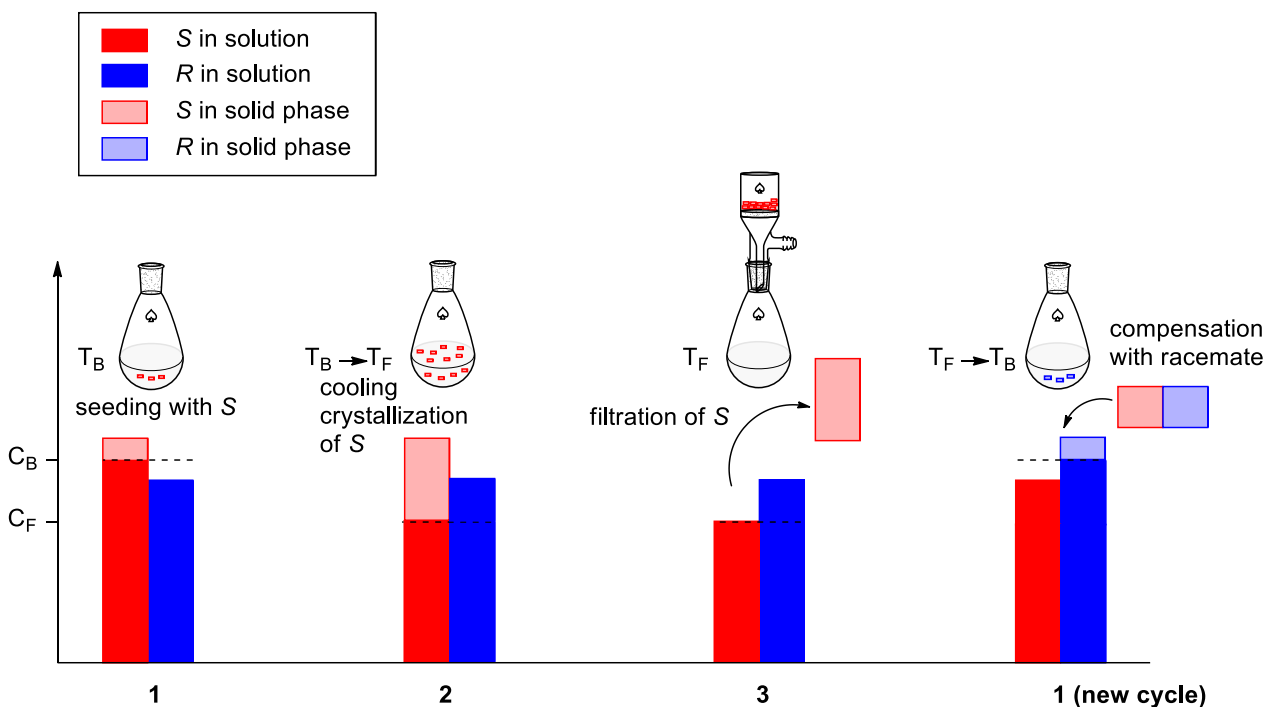 S in solution
R in solution
S in solid phase
R in solid phase
T_B
seeding with S
T_B → T_F
cooling
crystallization
of S
T_F
filtration of S
T_F → T_B
compensation
with racemate
C_B
C_F
1
2
3
1 (new cycle)